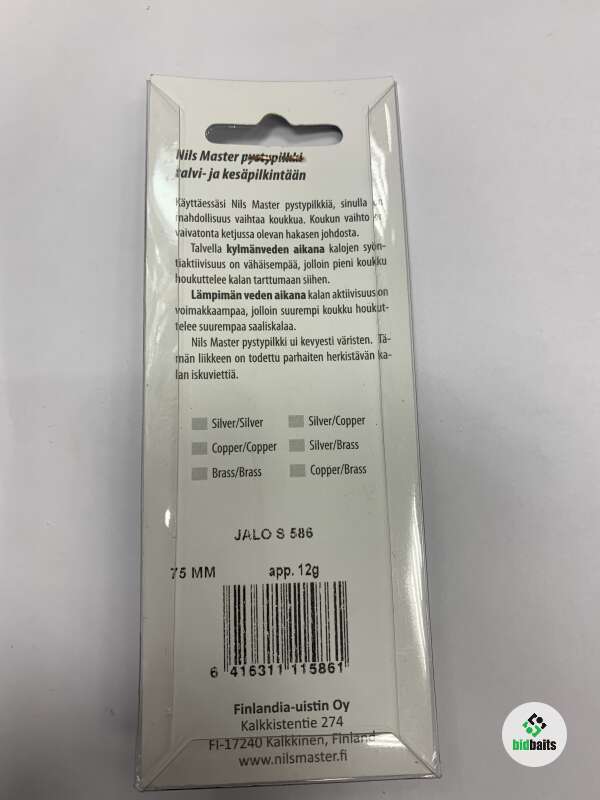 Nils Master pystypilkki
talvi- ja kesäpilkintään
Käyttäessäsi Nils Master pystypilkkiä, sinulla on
mahdollisuus vaihtaa koukkua. Koukun vaihto on
vaivatonta ketjussa olevan hakasen johdosta.
Talvella kylmänveden aikana kalojen syön-
tiaktiivisuus on vähäisempää, jolloin pieni koukku
houkuttelee kalan tarttumaan siihen.
Lämpimän veden aikana kalan aktiivisuus on
voimakkaampaa, jolloin suurempi koukku houkut-
telee suurempaa saaliskalaa.
Nils Master pystypilkki ui kevyesti väristen. Tä-
män liikkeen on todettu parhaiten herkistävän ka-
lan iskuviettiä.
Silver/Silver Silver/Copper
Copper/Copper Silver/Brass
Brass/Brass Copper/Brass
JALO S 586
75 MM app. 12g
6 416311 115861
Finlandia-uistin Oy
Kalkkistentie 274
FI-17240 Kalkkinen, Finland
www.nilsmaster.fi
bidbaits